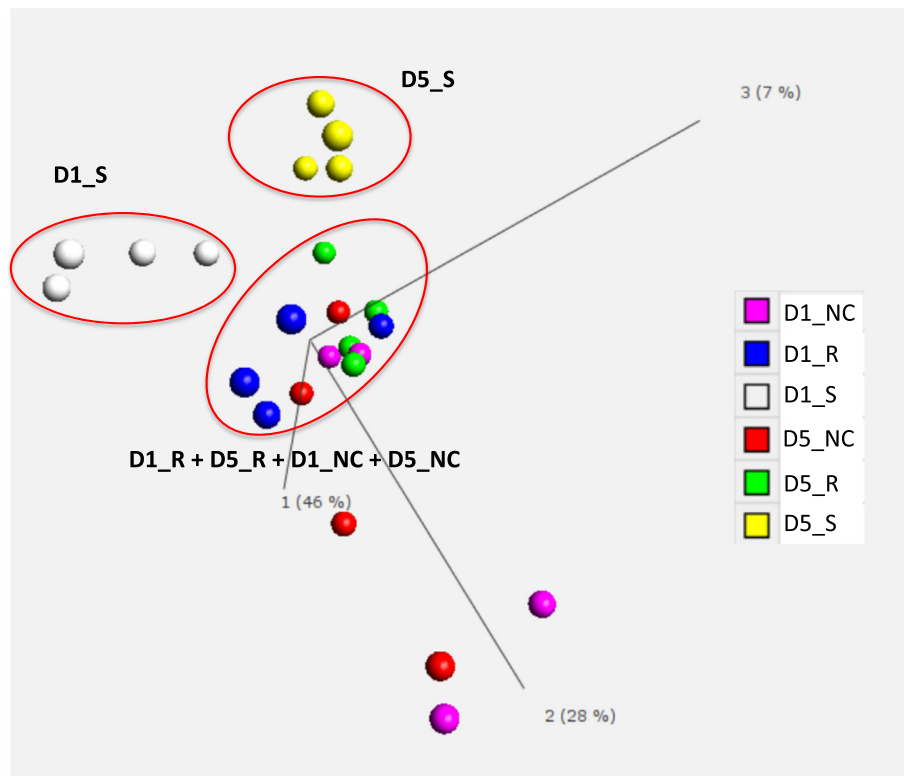 D5_S
3 (7 %)
D1_S
D1_R + D5_R + D1_NC + D5_NC
1 (46 %)
2 (28 %)
D1_NC
D1_R
D1_S
D5_NC
D5_R
D5_S